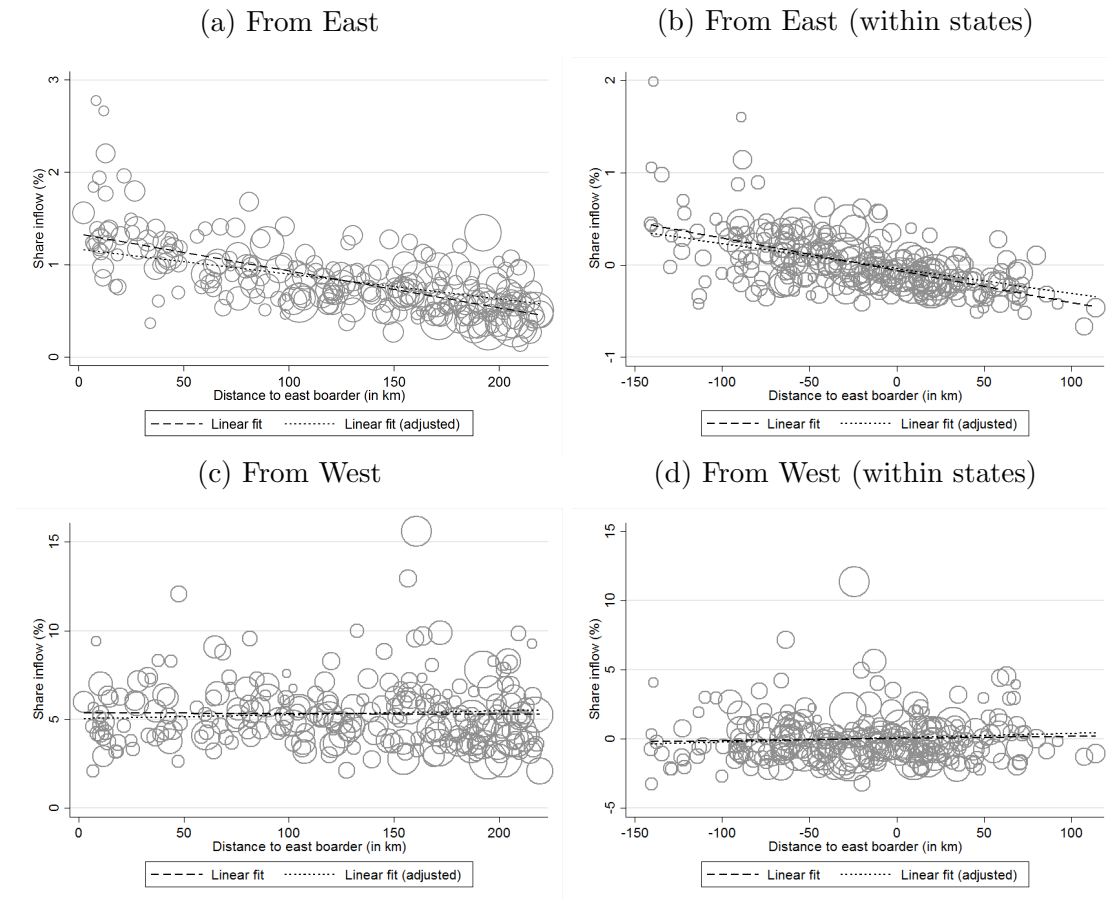 (a) From East
3
2
1
0
Share inflow (%)
0 50 100 150 200
Distance to east boarder (in km)
Linear fit Linear fit (adjusted)
(b) From East (within states)
2
1
0
-1
Share inflow (%)
-150 -100 -50 0 50 100
Distance to east boarder (in km)
Linear fit Linear fit (adjusted)
(c) From West
15
10
5
0
Share inflow (%)
0 50 100 150 200
Distance to east boarder (in km)
Linear fit Linear fit (adjusted)
(d) From West (within states)
15
10
5
0
-5
Share inflow (%)
-150 -100 -50 0 50 100
Distance to east boarder (in km)
Linear fit Linear fit (adjusted)